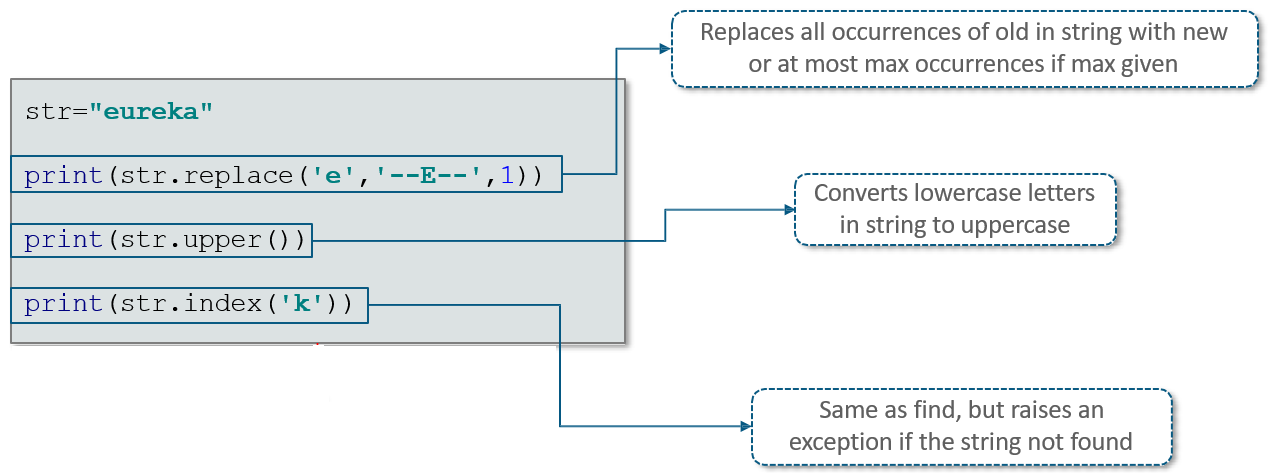 Replaces all occurrences of old in string with new
or at most max occurrences if max given
str="eureka"
print(str.replace('e','--E--',1))
Converts lowercase letters
in string to uppercase
print(str.upper())
print(str.index('k'))
Same as find, but raises an
exception if the string not found